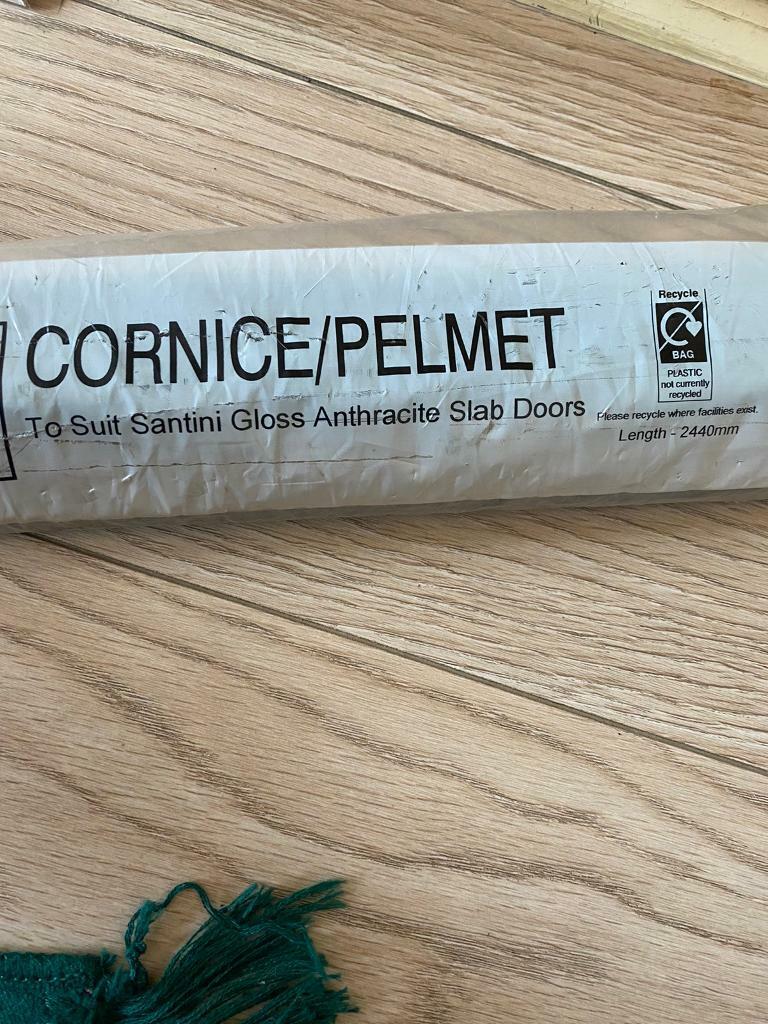 CORNICE/PELMET
To Suit Santini Gloss Anthracite Slab Doors
Recycle
BAG
PLASTIC
not currently
recycled
Please recycle where facilities exist.
Length - 2440mm